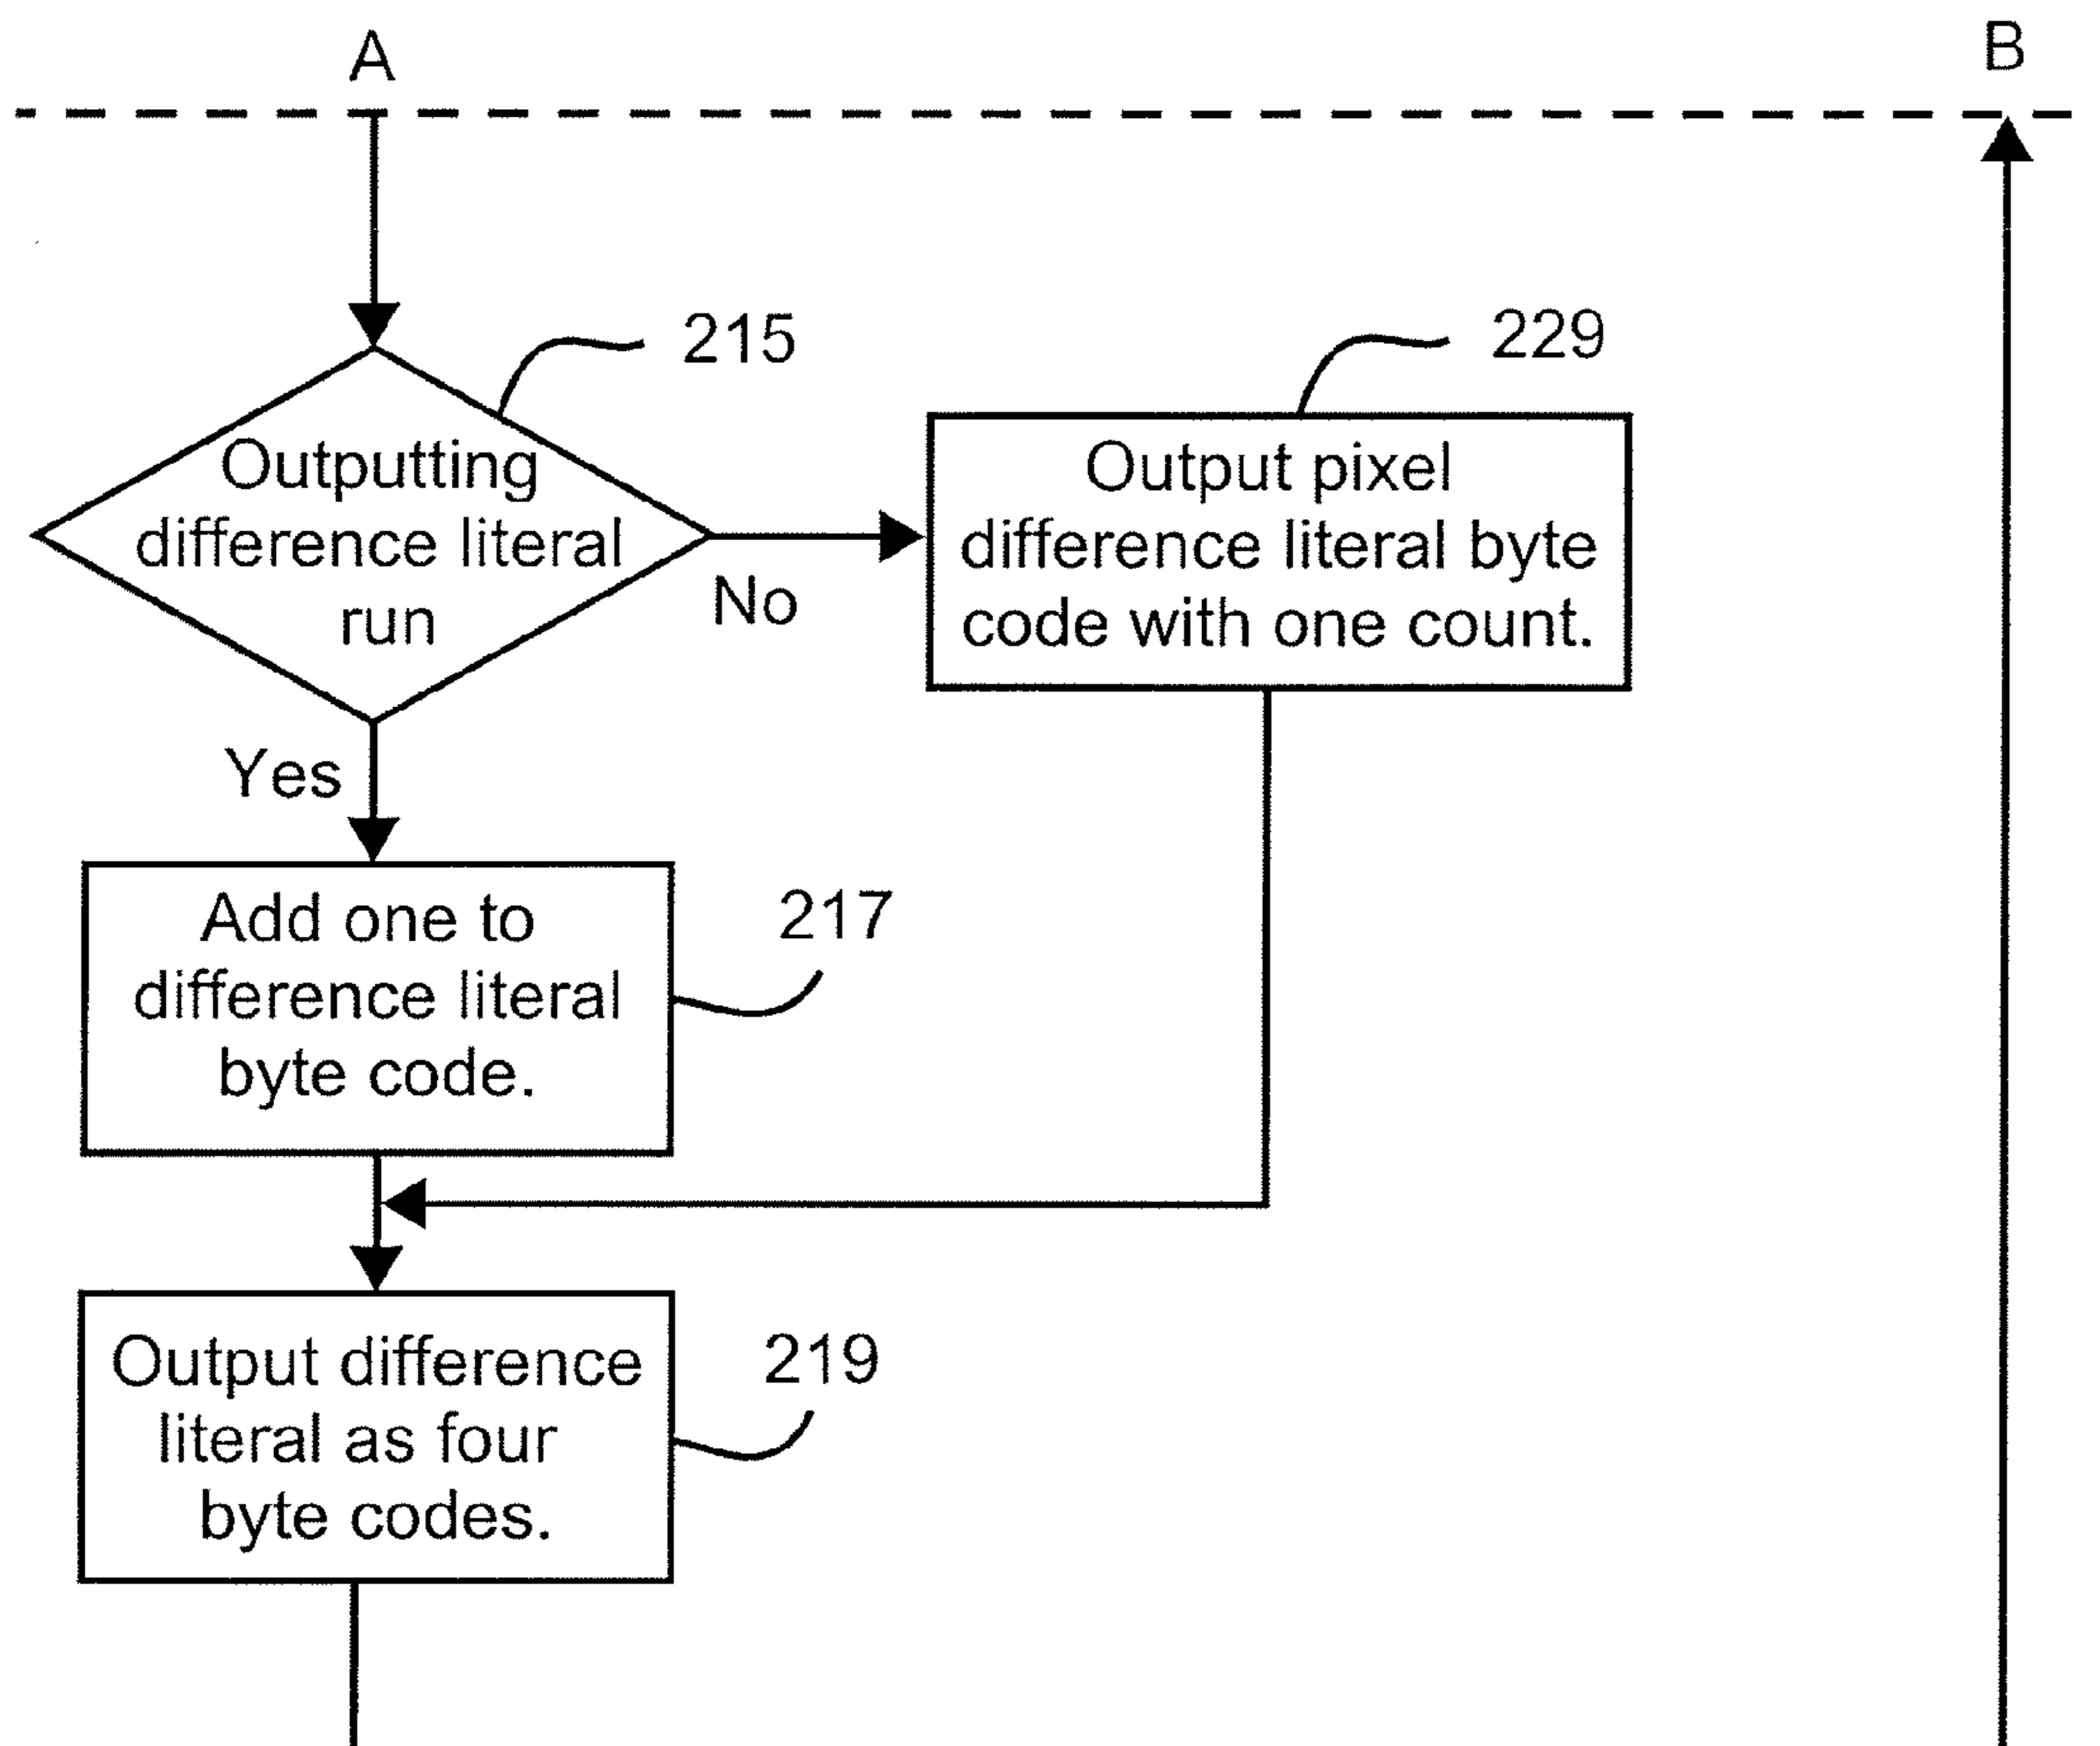 A
B
215
229
Outputting
difference literal
run
Output pixel
difference literal byte
code with one count.
No
Yes
Add one to
difference literal
byte code.
217
Output difference
literal as four
byte codes.
219